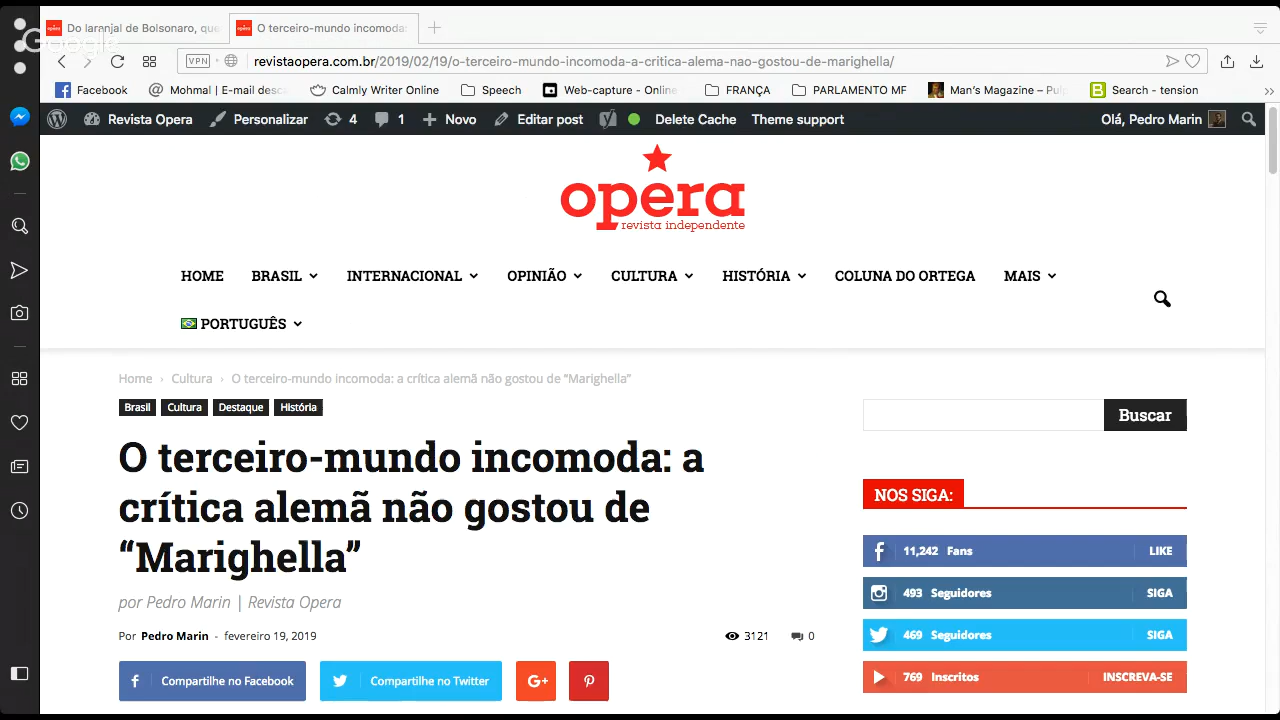 Google
Do laranjal de Bolsonaro, que
O terceiro-mundo incomoda:
VPN
revistaopera.com.br/2019/02/19/o-terceiro-mundo-incomoda-a-critica-alema-nao-gostou-de-marighella/
Facebook
Mohmal | E-mail desc
Calmly Writer Online
Speech
Web-capture - Online
FRANÇA
PARLAMENTO MF
Man's Magazine – Pulp
Search - tension
Revista Opera
Personalizar
4
1
Novo
Editar post
Delete Cache
Theme support
Olá, Pedro Marin
opera
revista independente
HOME
BRASIL
INTERNACIONAL
OPINIÃO
CULTURA
HISTÓRIA
COLUNA DO ORTEGA
MAIS
PORTUGUÊS
Home › Cultura › O terceiro-mundo incomoda: a crítica alemã não gostou de “Marighella”
Brasil Cultura Destaque História
O terceiro-mundo incomoda: a
crítica alemã não gostou de
“Marighella”
por Pedro Marin | Revista Opera
Por Pedro Marin - fevereiro 19, 2019
3121
0
Compartilhe no Facebook
Compartilhe no Twitter
G+
Buscar
NOS SIGA:
11,242 Fans LIKE
493 Seguidores SIGA
469 Seguidores SIGA
769 Inscritos INSCREVA-SE